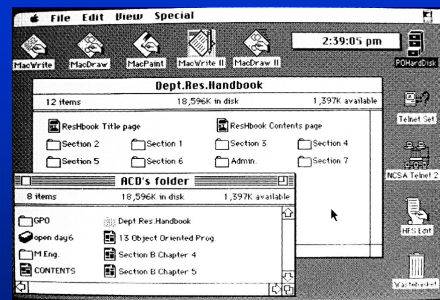 File Edit View Special
2:39:05 pm
MacWrite MacDraw MacPaint MacWrite II MacDraw II POHardDisk
Dept.Res.Handbook
12 items 18,596K in disk 1,397K available
ResHbook Title page ResHbook Contents page
Section 2 Section 1 Section 3 Section 4
Section 5 Section 6 Admin. Section 7
Telnet Set
NCSA Telnet 2
HFS Edit
Wastebasket
ACD's folder
8 items 18,596K in disk 1,397K available
GPO Dept Res Handbook
open day6 13 Object Oriented Prog.
M Eng. Section B Chapter 4
CONTENTS Section B Chapter 5